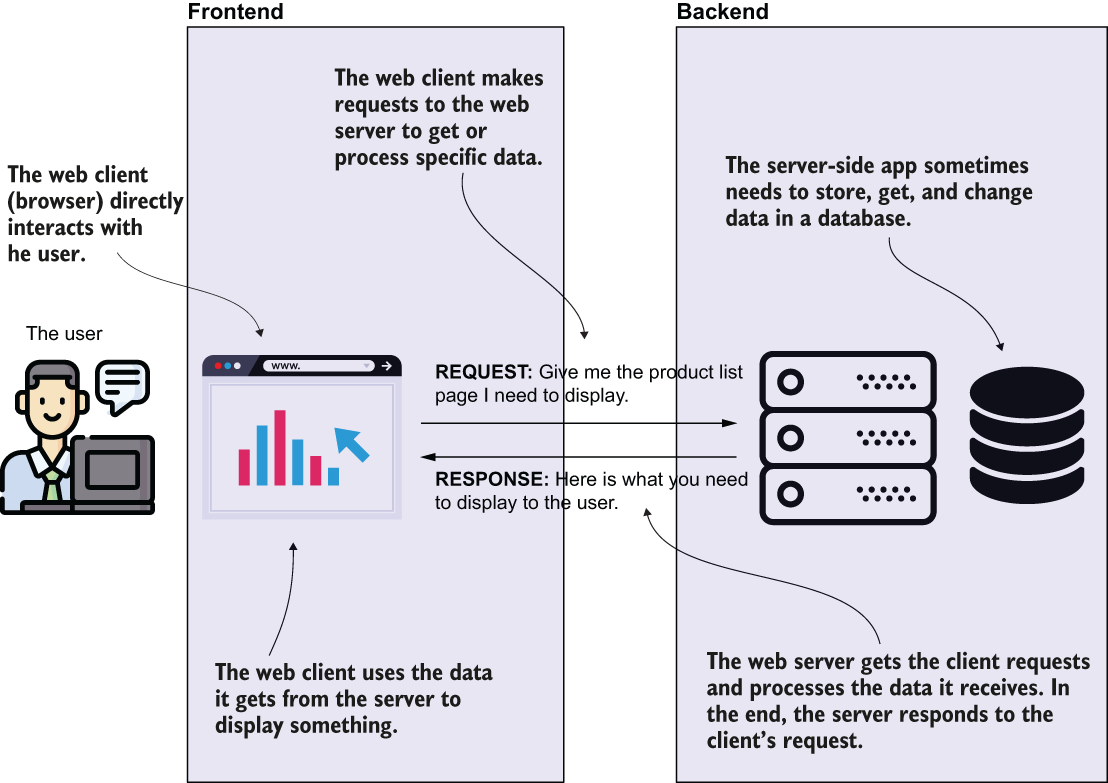 Frontend
Backend
The web client makes
requests to the web
server to get or
process specific data.
The web client
(browser) directly
interacts with
he user.
The server-side app sometimes
needs to store, get, and change
data in a database.
The user
www.
REQUEST: Give me the product list
page I need to display.
RESPONSE: Here is what you need
to display to the user.
The web client uses the data
it gets from the server to
display something.
The web server gets the client requests
and processes the data it receives. In
the end, the server responds to the
client’s request.